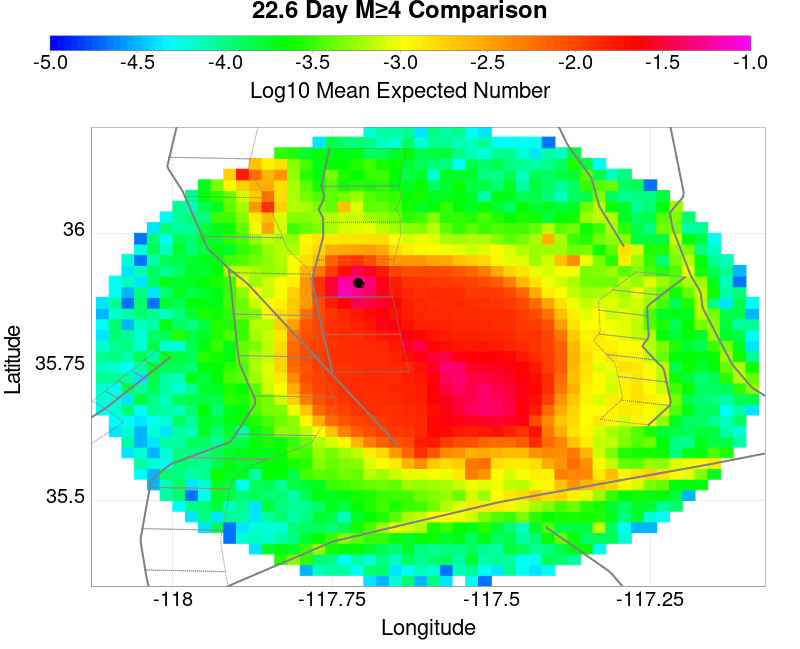 22.6 Day M≥4 Comparison
-5.0 -4.5 -4.0 -3.5 -3.0 -2.5 -2.0 -1.5 -1.0
Log10 Mean Expected Number
36
35.75
35.5
Latitude
-118 -117.75 -117.5 -117.25
Longitude